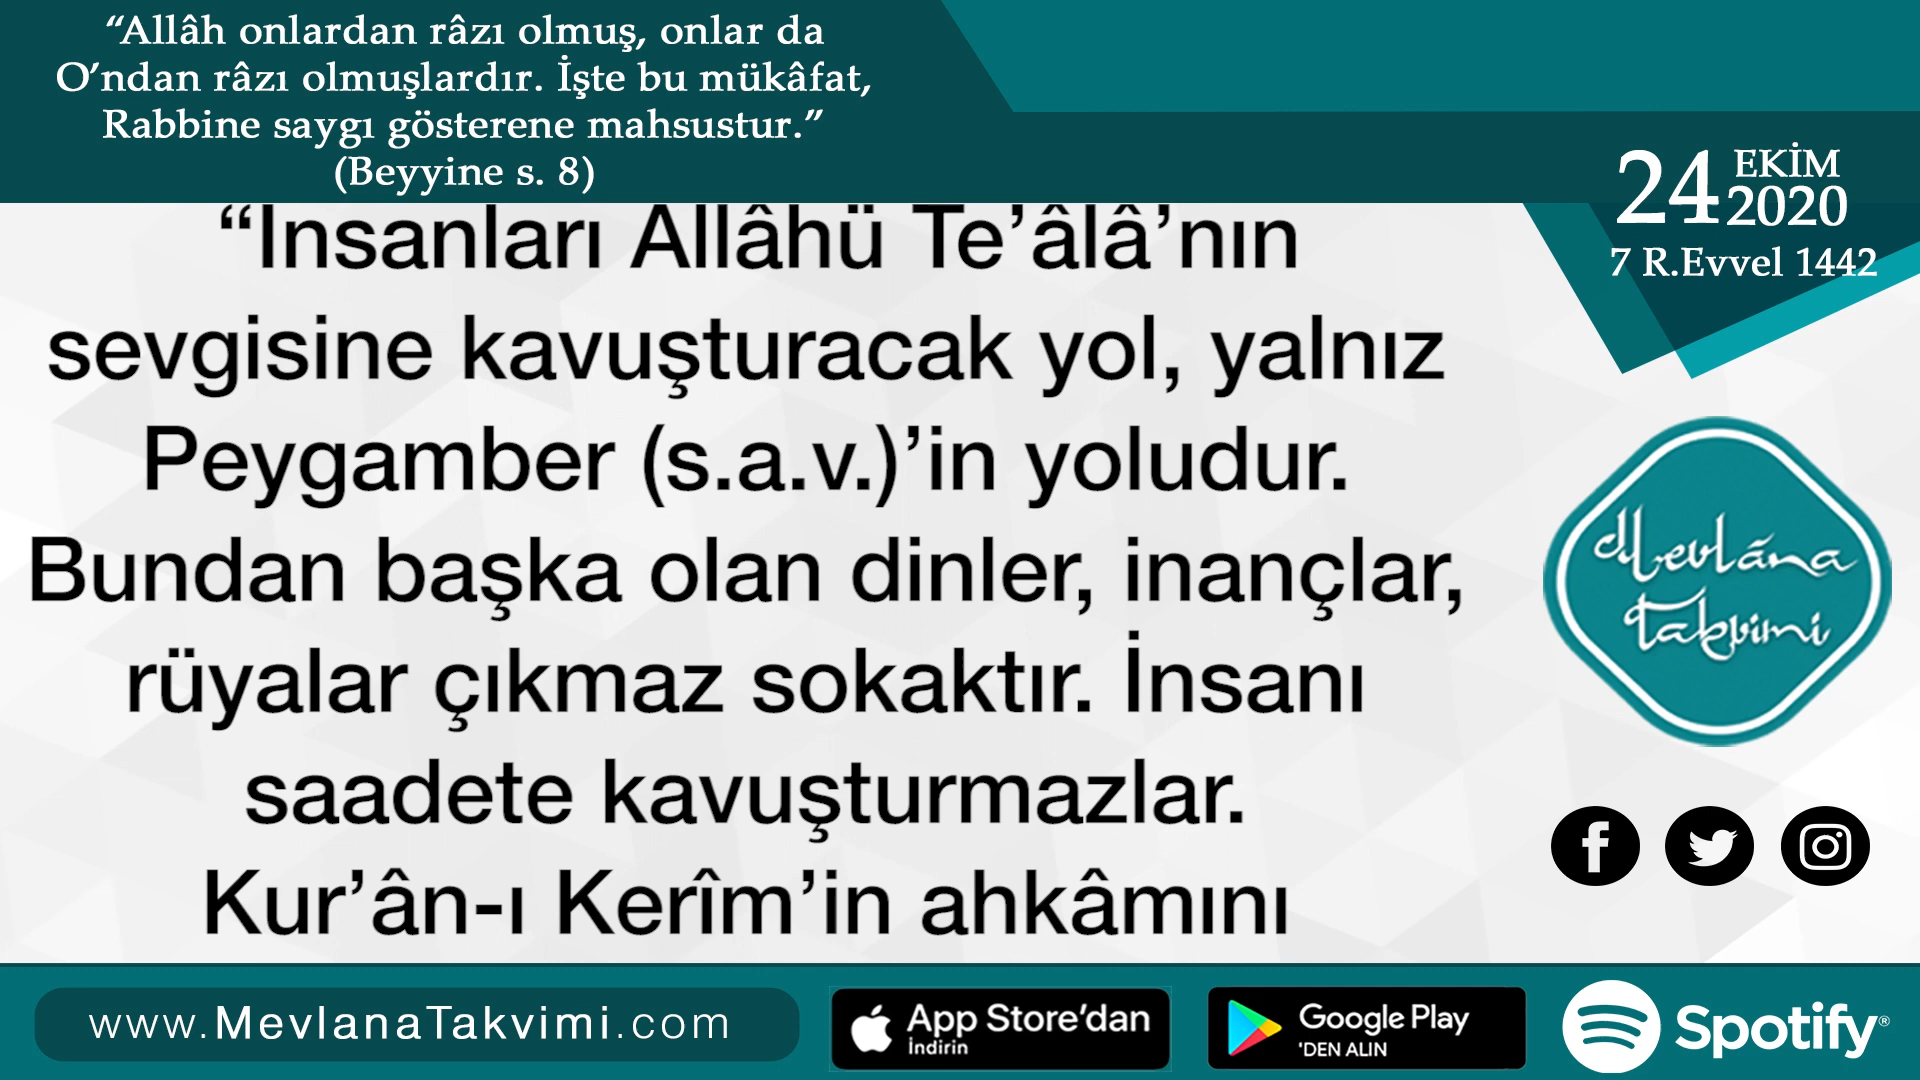 “Allâh onlardan râzı olmuş, onlar da
O’ndan râzı olmuşlardır. İşte bu mükâfat,
Rabbine saygı gösterene mahsustur.”
(Beyyine s. 8)
24 EKİM
2020
7 R.Evvel 1442
“İnsanları Allâhü Te’âlâ’nın
sevgisine kavuşturacak yol, yalnız
Peygamber (s.a.v.)’in yoludur.
Bundan başka olan dinler, inançlar,
rüyalar çıkmaz sokaktır. İnsanı
saadete kavuşturmazlar.
Kur’ân-ı Kerîm’in ahkâmını
Mevlâna
Takvimi
www.MevlanaTakvimi.com
App Store’dan
İndirin
Google Play
'DEN ALIN
Spotify®